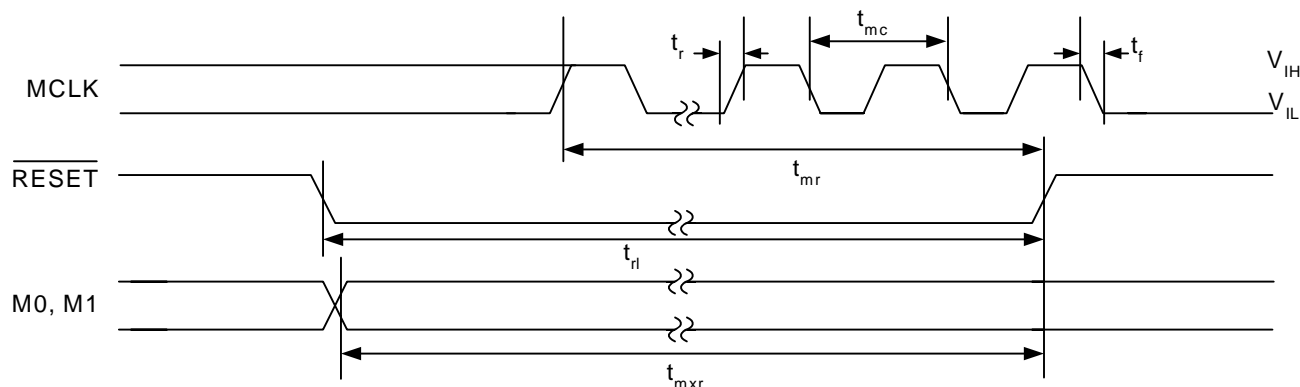 t_mc
t_r
t_f
MCLK
V_IH
V_IL
t_mr
RESET
t_rl
M0, M1
t_mxr